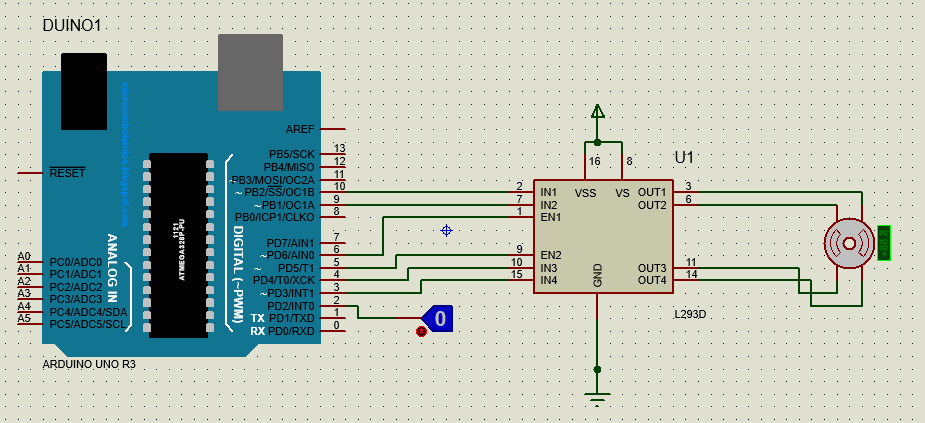 DUINO1
microcontrolandos.blogspot.com
RESET
AREF
PB5/SCK 13
PB4/MISO 12
PB3/MOSI/OC2A 11
~ PB2/SS/OC1B 10
~ PB1/OC1A 9
PB0/ICP1/CLKO 8
PD7/AIN1 7
~ PD6/AIN0 6
~ PD5/T1 5
PD4/T0/XCK 4
~ PD3/INT1 3
PD2/INT0 2
TX PD1/TXD 1
RX PD0/RXD 0
DIGITAL (~PWM)
ATMEGA328P-PU
ANALOG IN
A0 PC0/ADC0
A1 PC1/ADC1
A2 PC2/ADC2
A3 PC3/ADC3
A4 PC4/ADC4/SDA
A5 PC5/ADC5/SCL
ARDUINO UNO R3
0
U1
16 8
VSS VS
2 IN1 OUT1 3
7 IN2 OUT2 6
1 EN1
9 EN2
10 IN3 OUT3 11
15 IN4 OUT4 14
GND
L293D